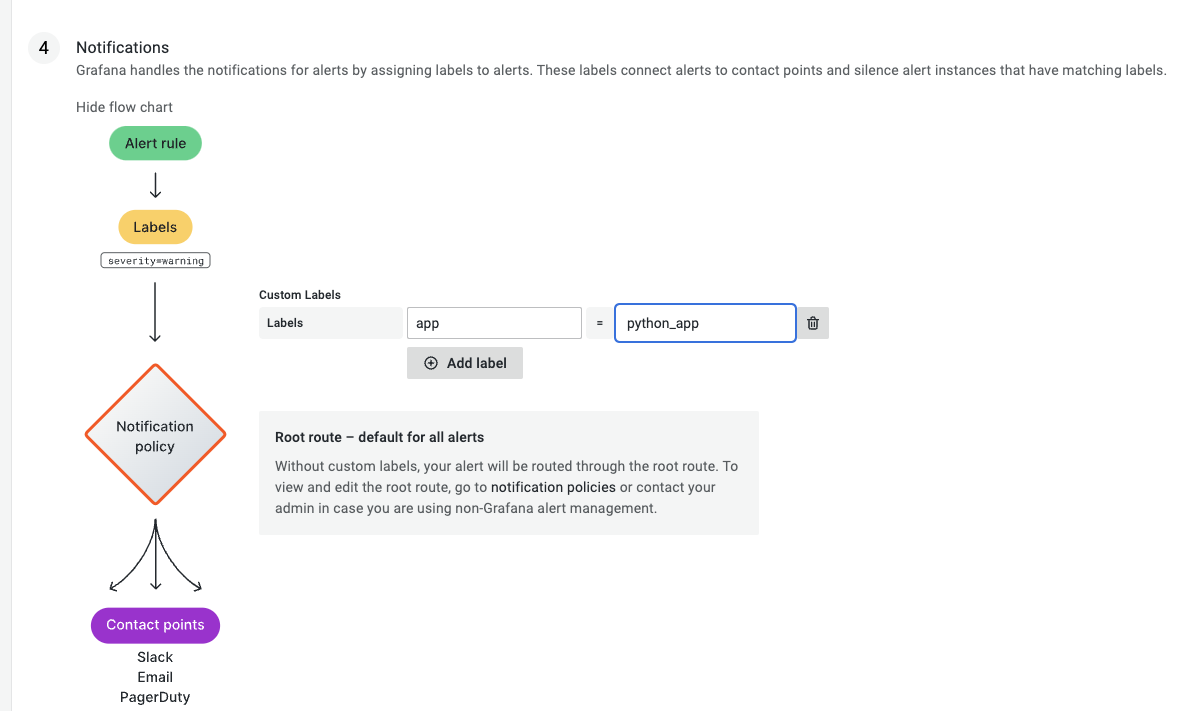 4 Notifications
Grafana handles the notifications for alerts by assigning labels to alerts. These labels connect alerts to contact points and silence alert instances that have matching labels.
Hide flow chart
Alert rule
Labels
severity=warning
Custom Labels
Labels app = python_app
Add label
Notification
policy
Root route – default for all alerts
Without custom labels, your alert will be routed through the root route. To
view and edit the root route, go to notification policies or contact your
admin in case you are using non-Grafana alert management.
Contact points
Slack
Email
PagerDuty